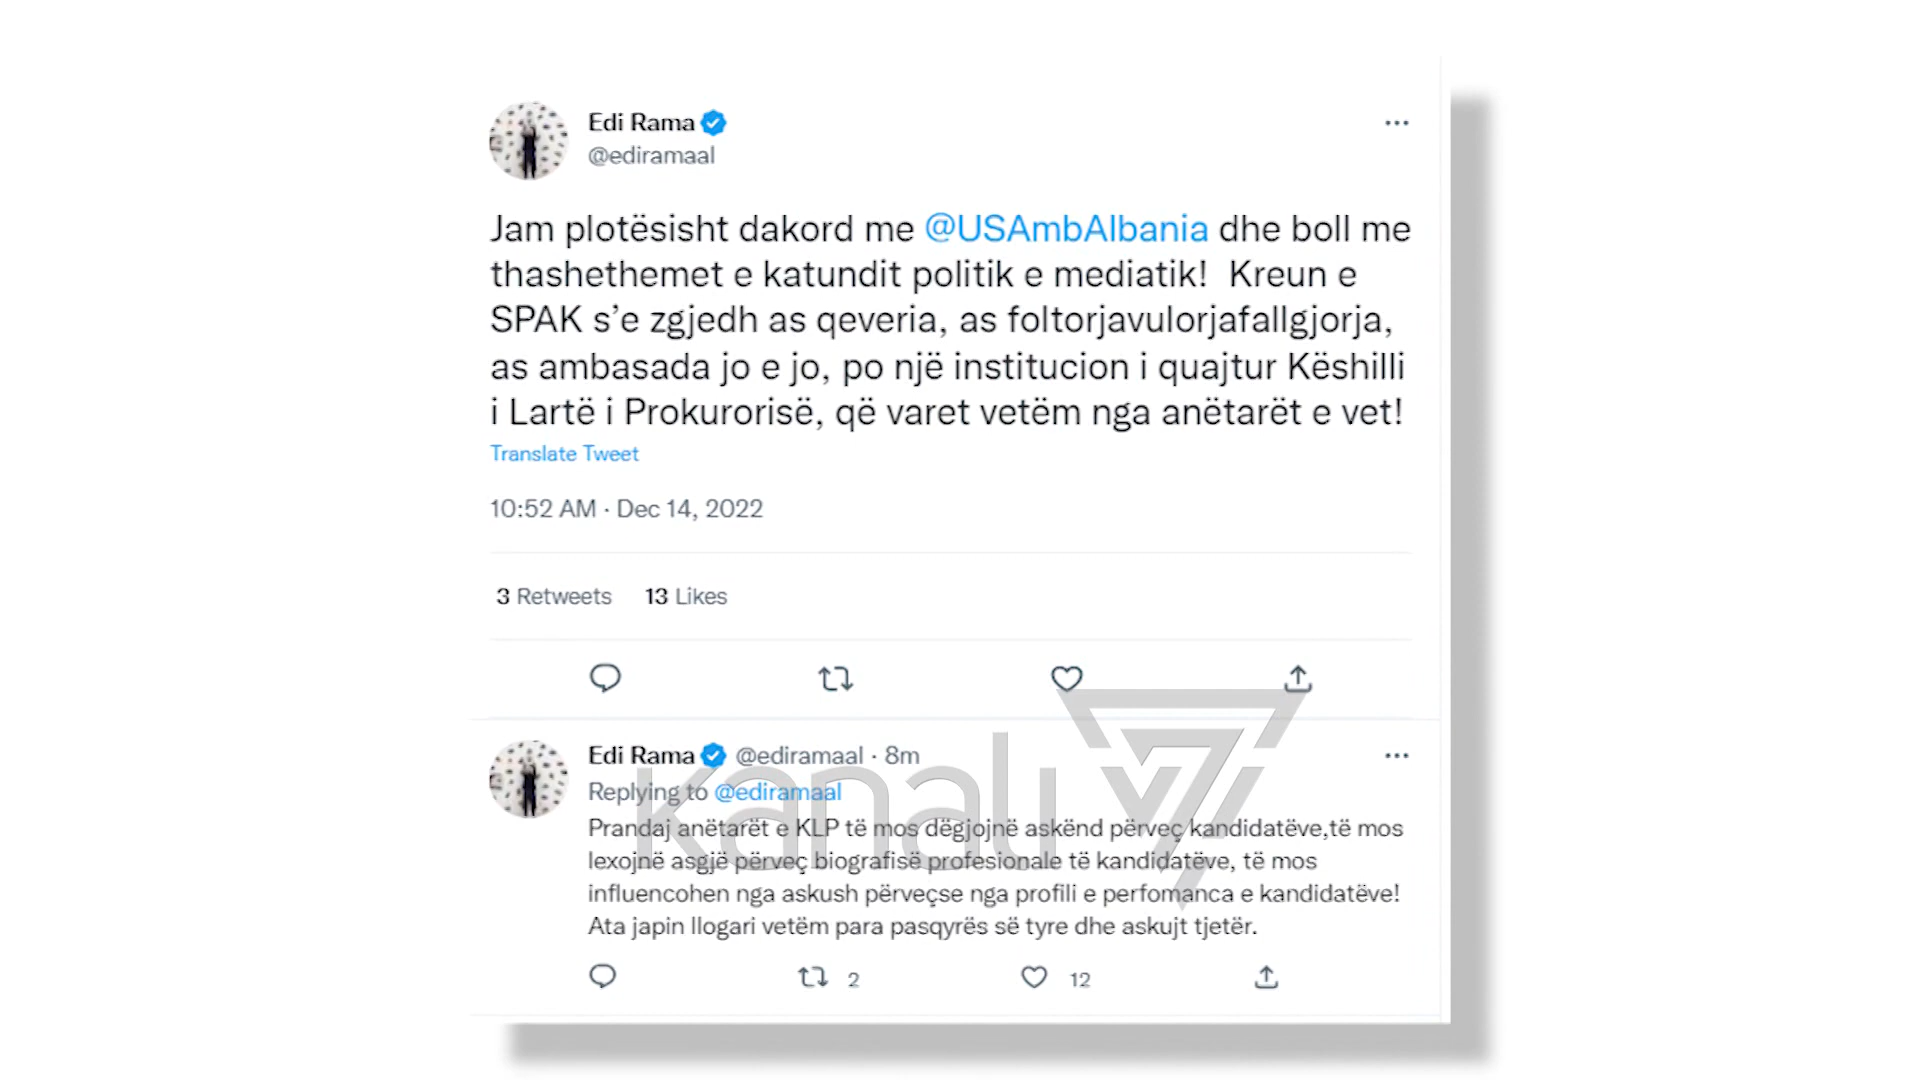 Edi Rama
@ediramaal
Jam plotësisht dakord me @USAmbAlbania dhe boll me
thashethemet e katundit politik e mediatik!  Kreun e
SPAK s’e zgjedh as qeveria, as foltorjavulorjafallgjorja,
as ambasada jo e jo, po një institucion i quajtur Këshilli
i Lartë i Prokurorisë, që varet vetëm nga anëtarët e vet!
Translate Tweet
10:52 AM · Dec 14, 2022
3 Retweets 13 Likes
Edi Rama @ediramaal · 8m
Replying to @ediramaal
Prandaj anëtarët e KLP të mos dëgjojnë askënd përveç kandidatëve,të mos
lexojnë asgjë përveç biografisë profesionale të kandidatëve, të mos
influencohen nga askush përveçse nga profili e perfomanca e kandidatëve!
Ata japin llogari vetëm para pasqyrës së tyre dhe askujt tjetër.
2 12
kanali 7